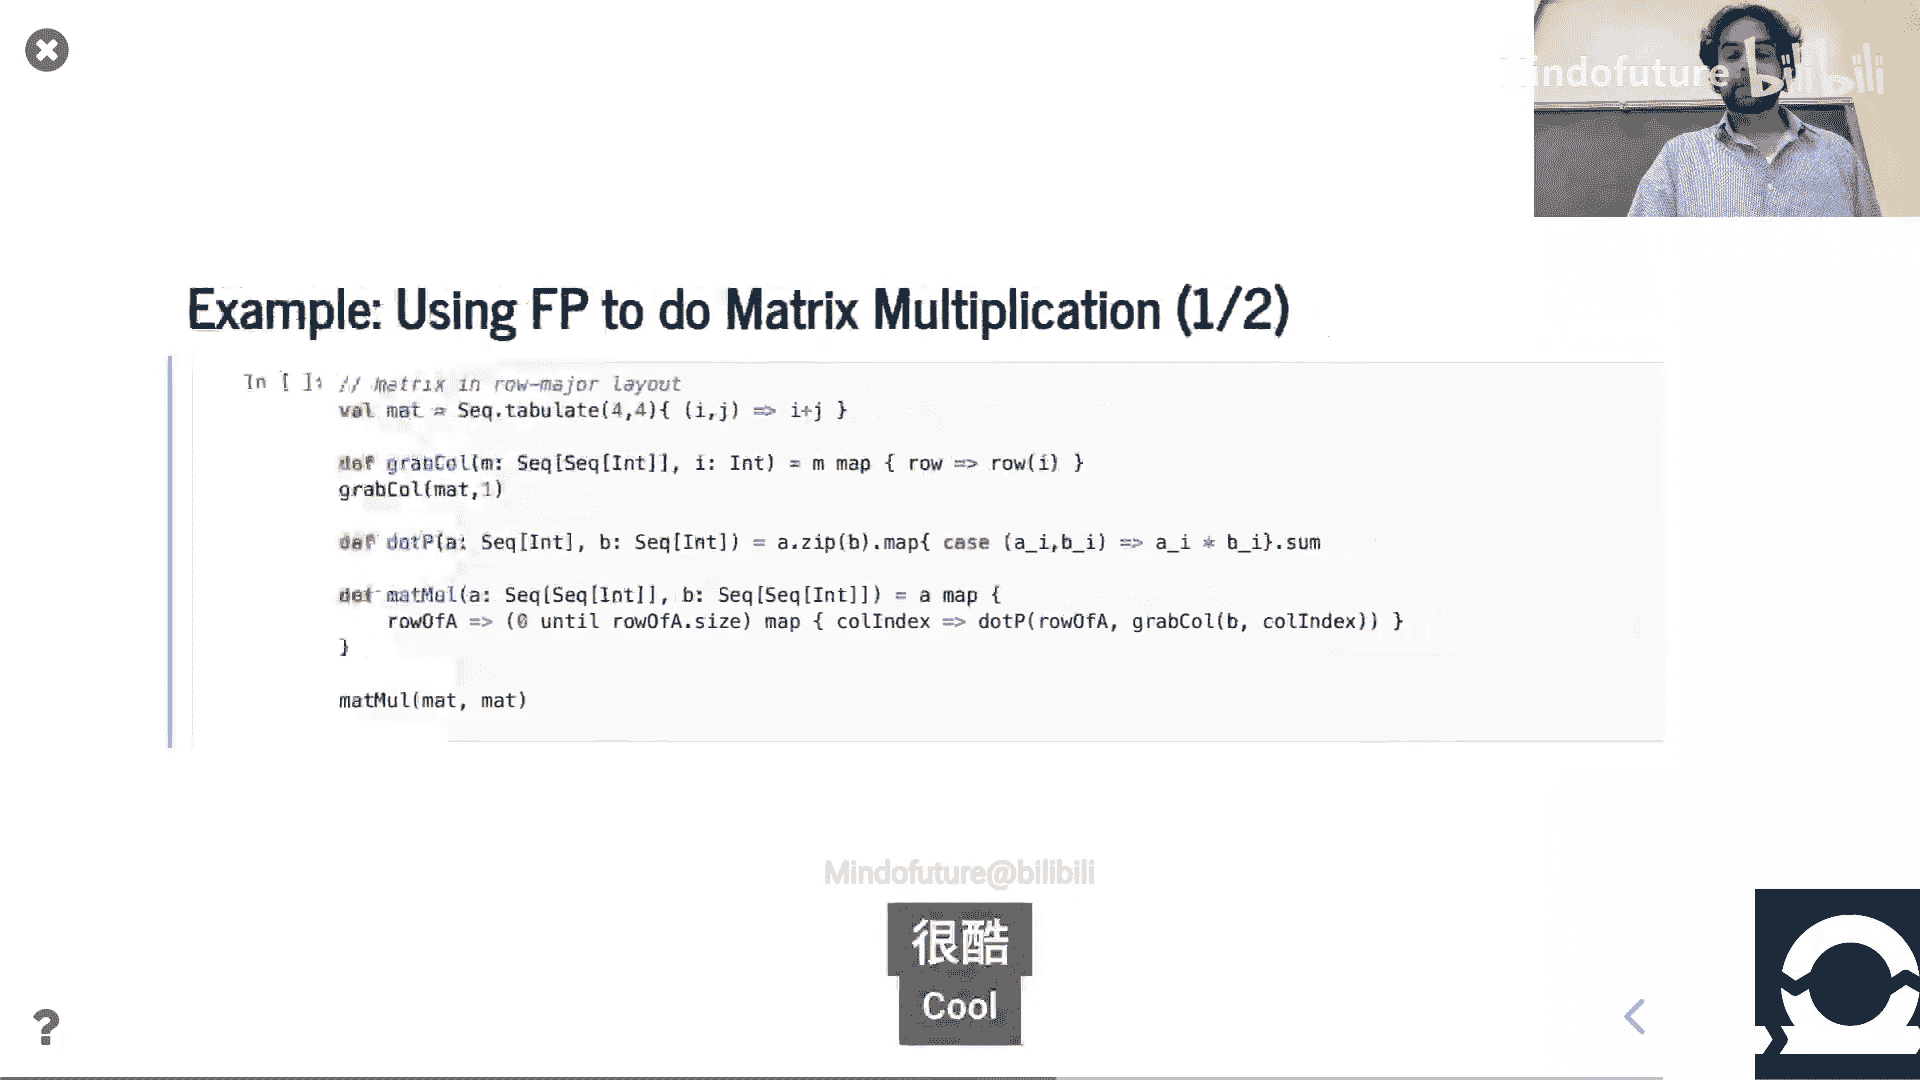 Mindofuture bilibili
Example: Using FP to do Matrix Multiplication (1/2)
In [ ]: // matrix in row-major layout
val mat = Seq.tabulate(4,4){ (i,j) => i+j }
def grabCol(m: Seq[Seq[Int]], i: Int) = m map { row => row(i) }
grabCol(mat,1)
def dotP(a: Seq[Int], b: Seq[Int]) = a.zip(b).map{ case (a_i,b_i) => a_i * b_i}.sum
def matMul(a: Seq[Seq[Int]], b: Seq[Seq[Int]]) = a map {
rowOfA => (0 until rowOfA.size) map { colIndex => dotP(rowOfA, grabCol(b, colIndex)) }
}
matMul(mat, mat)
Mindofuture@bilibili
很酷
Cool
?